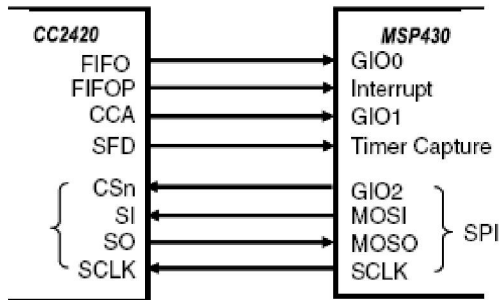 CC2420 MSP430
FIFO GIO0
FIFOP Interrupt
CCA GIO1
SFD Timer Capture
CSn GIO2
SI MOSI
SO MOSO
SPI
SCLK SCLK